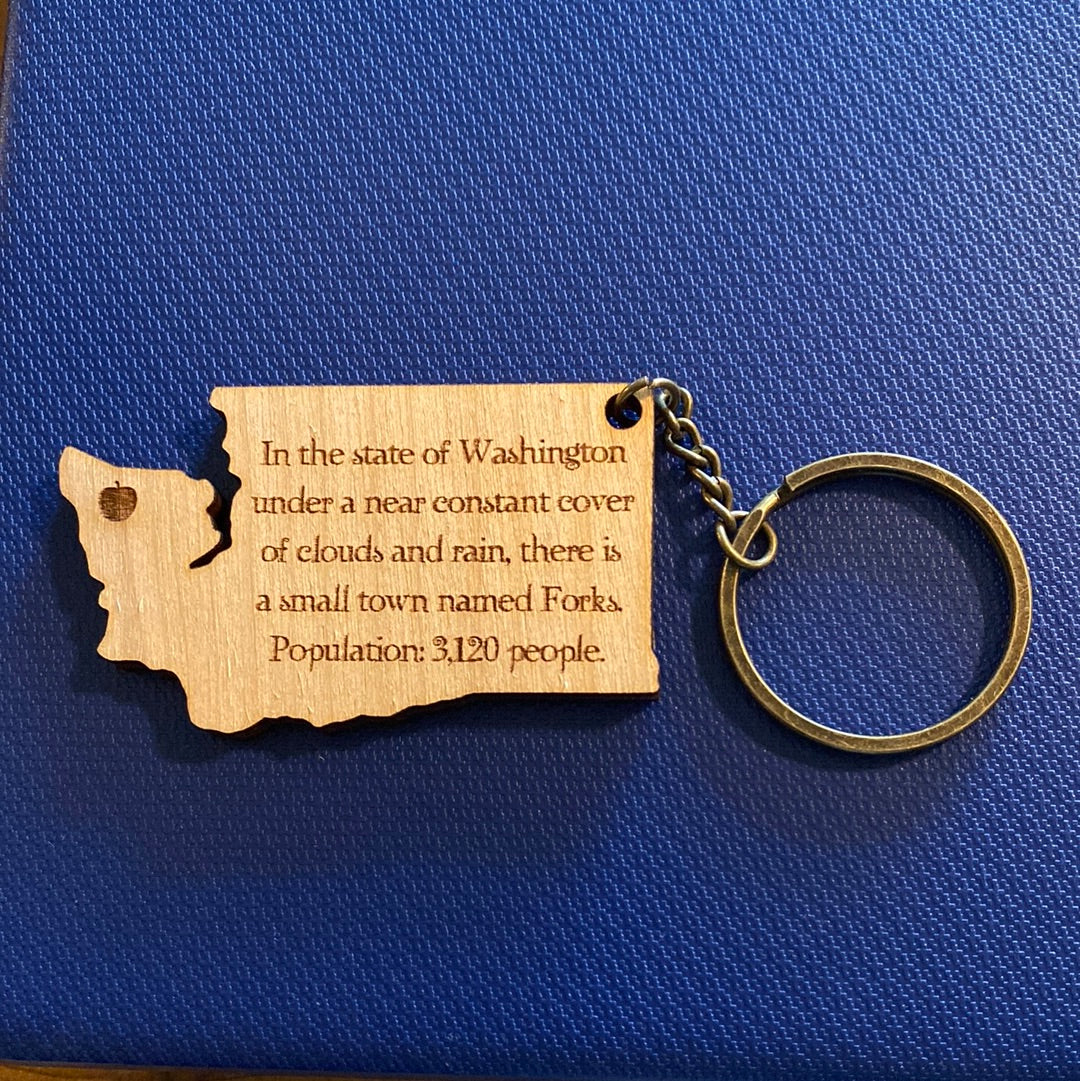 In the state of Washington
under a near constant cover
of clouds and rain, there is
a small town named Forks.
Population: 3,120 people.